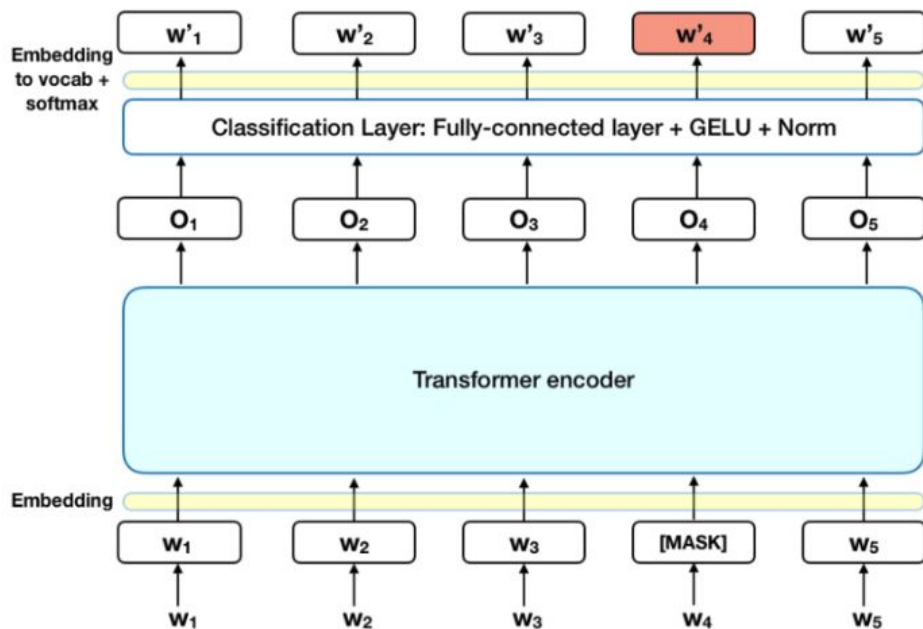 w'₁ w'₂ w'₃ w'₄ w'₅
Embedding
to vocab +
softmax
Classification Layer: Fully-connected layer + GELU + Norm
O₁ O₂ O₃ O₄ O₅
Transformer encoder
Embedding
W₁ W₂ W₃ [MASK] W₅
W₁ W₂ W₃ W₄ W₅